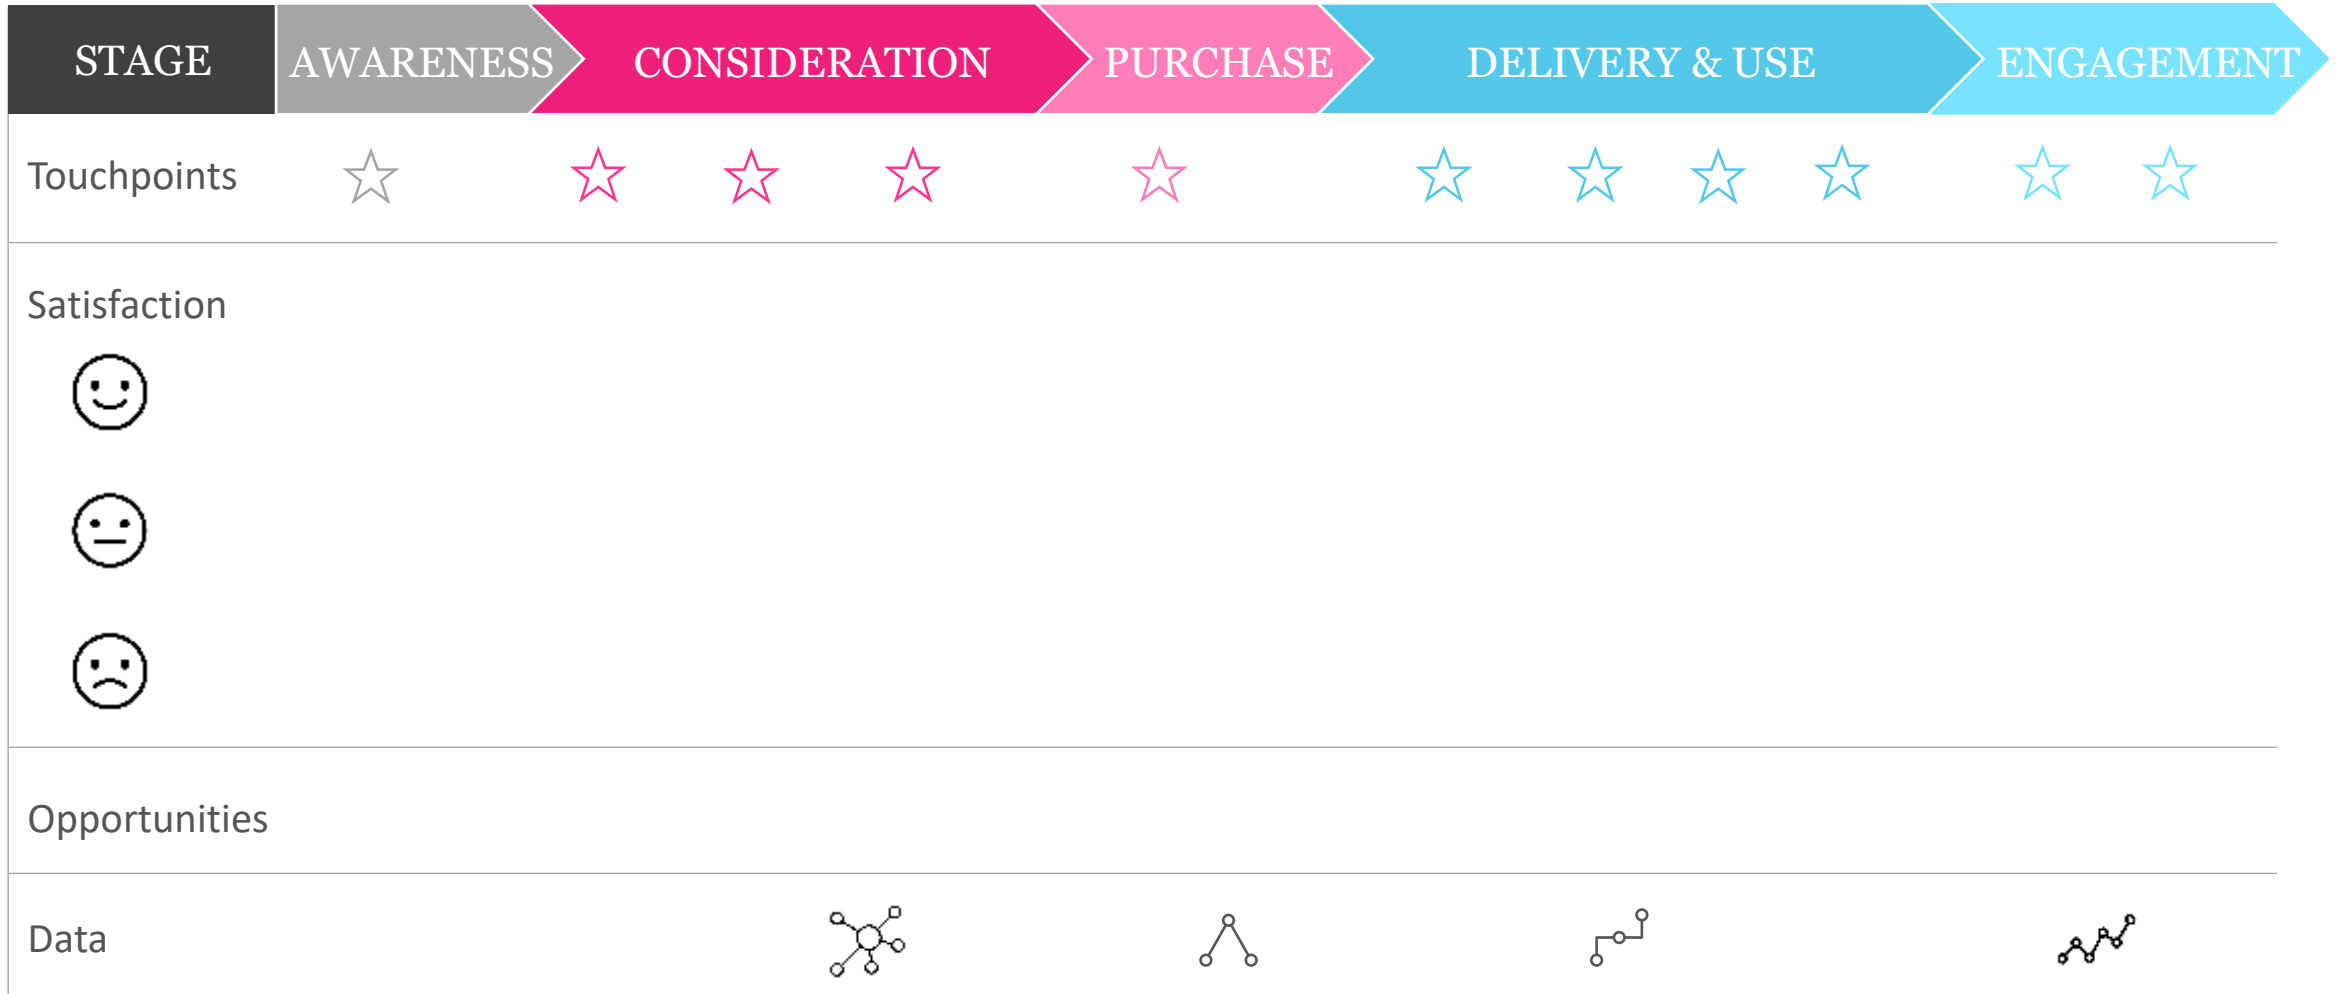 STAGE
AWARENESS
CONSIDERATION
PURCHASE
DELIVERY & USE
ENGAGEMENT
Touchpoints
Satisfaction
Opportunities
Data